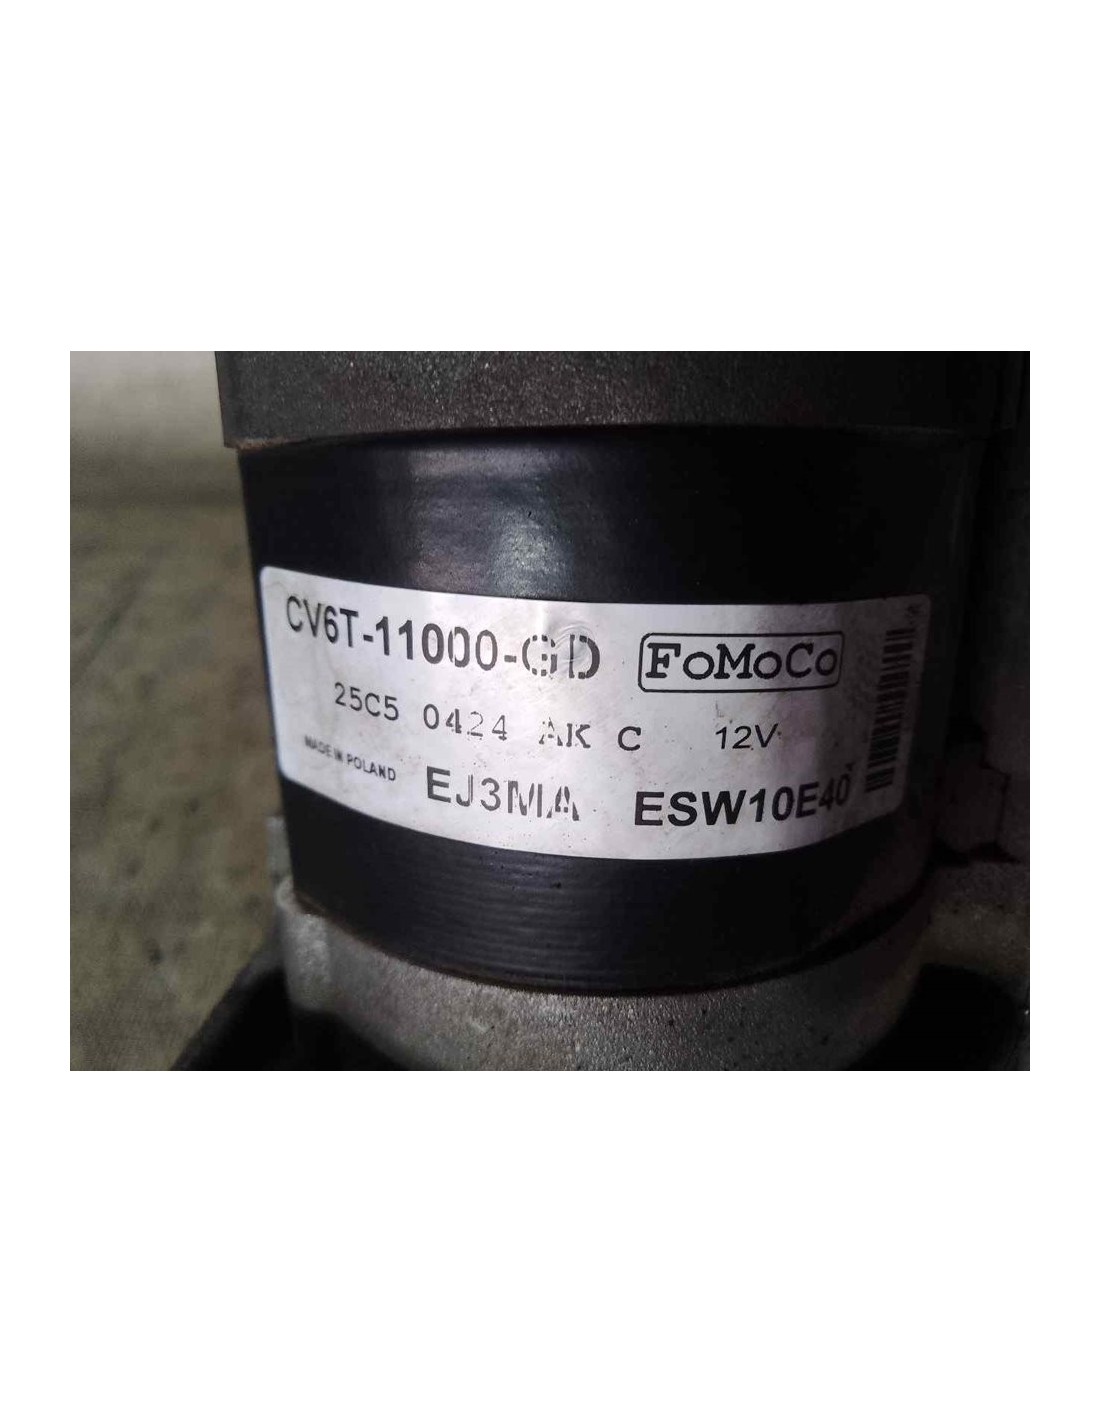 CV6T-11000-GD FoMoCo
25C5 0424 AK C 12V
MADE IN POLAND EJ3MA ESW10E40